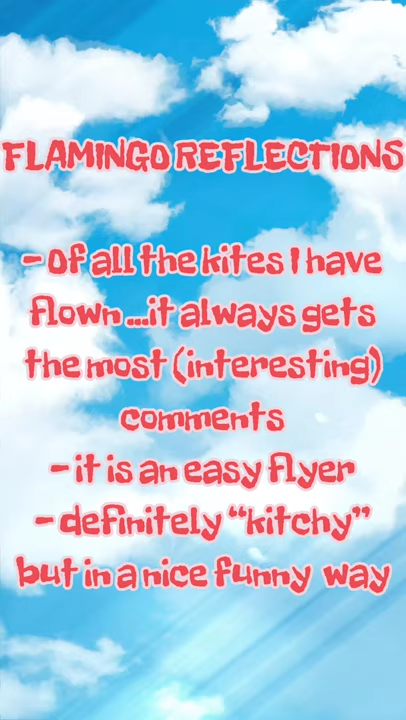 FLAMINGO REFLECTIONS
- Of all the kites I have
flown ...it always gets
the most (interesting)
comments
- it is an easy flyer
- definitely “kitchy”
but in a nice funny way